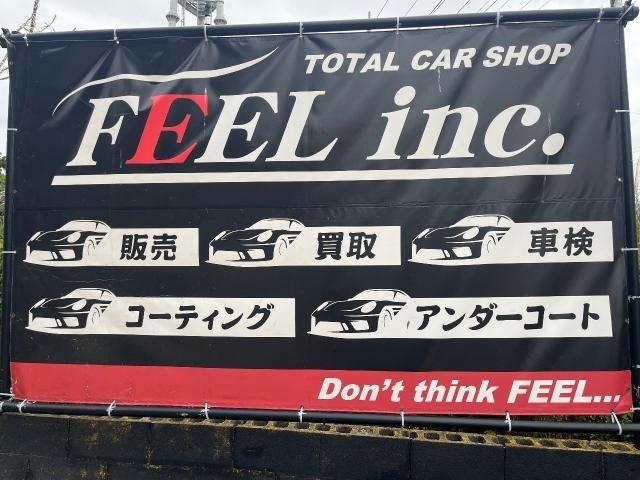 TOTAL CAR SHOP
FEEL inc.
販売 買取 車検
コーティング アンダーコート
Don't think FEEL...